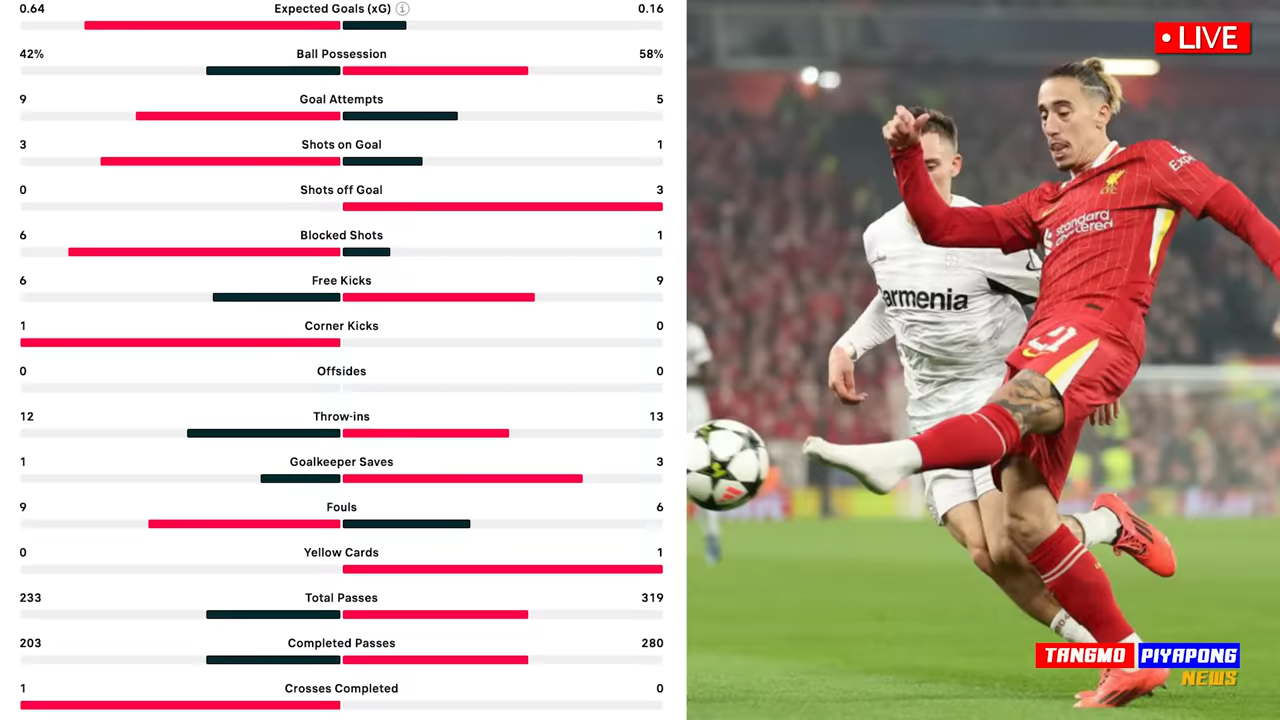 0.64 Expected Goals (xG) i 0.16
42% Ball Possession 58%
9 Goal Attempts 5
3 Shots on Goal 1
0 Shots off Goal 3
6 Blocked Shots 1
6 Free Kicks 9
1 Corner Kicks 0
0 Offsides 0
12 Throw-ins 13
1 Goalkeeper Saves 3
9 Fouls 6
0 Yellow Cards 1
233 Total Passes 319
203 Completed Passes 280
1 Crosses Completed 0
• LIVE
Exp
LFC
standard
chartered
armenia
21
TANGMO PIYAPONG
NEWS